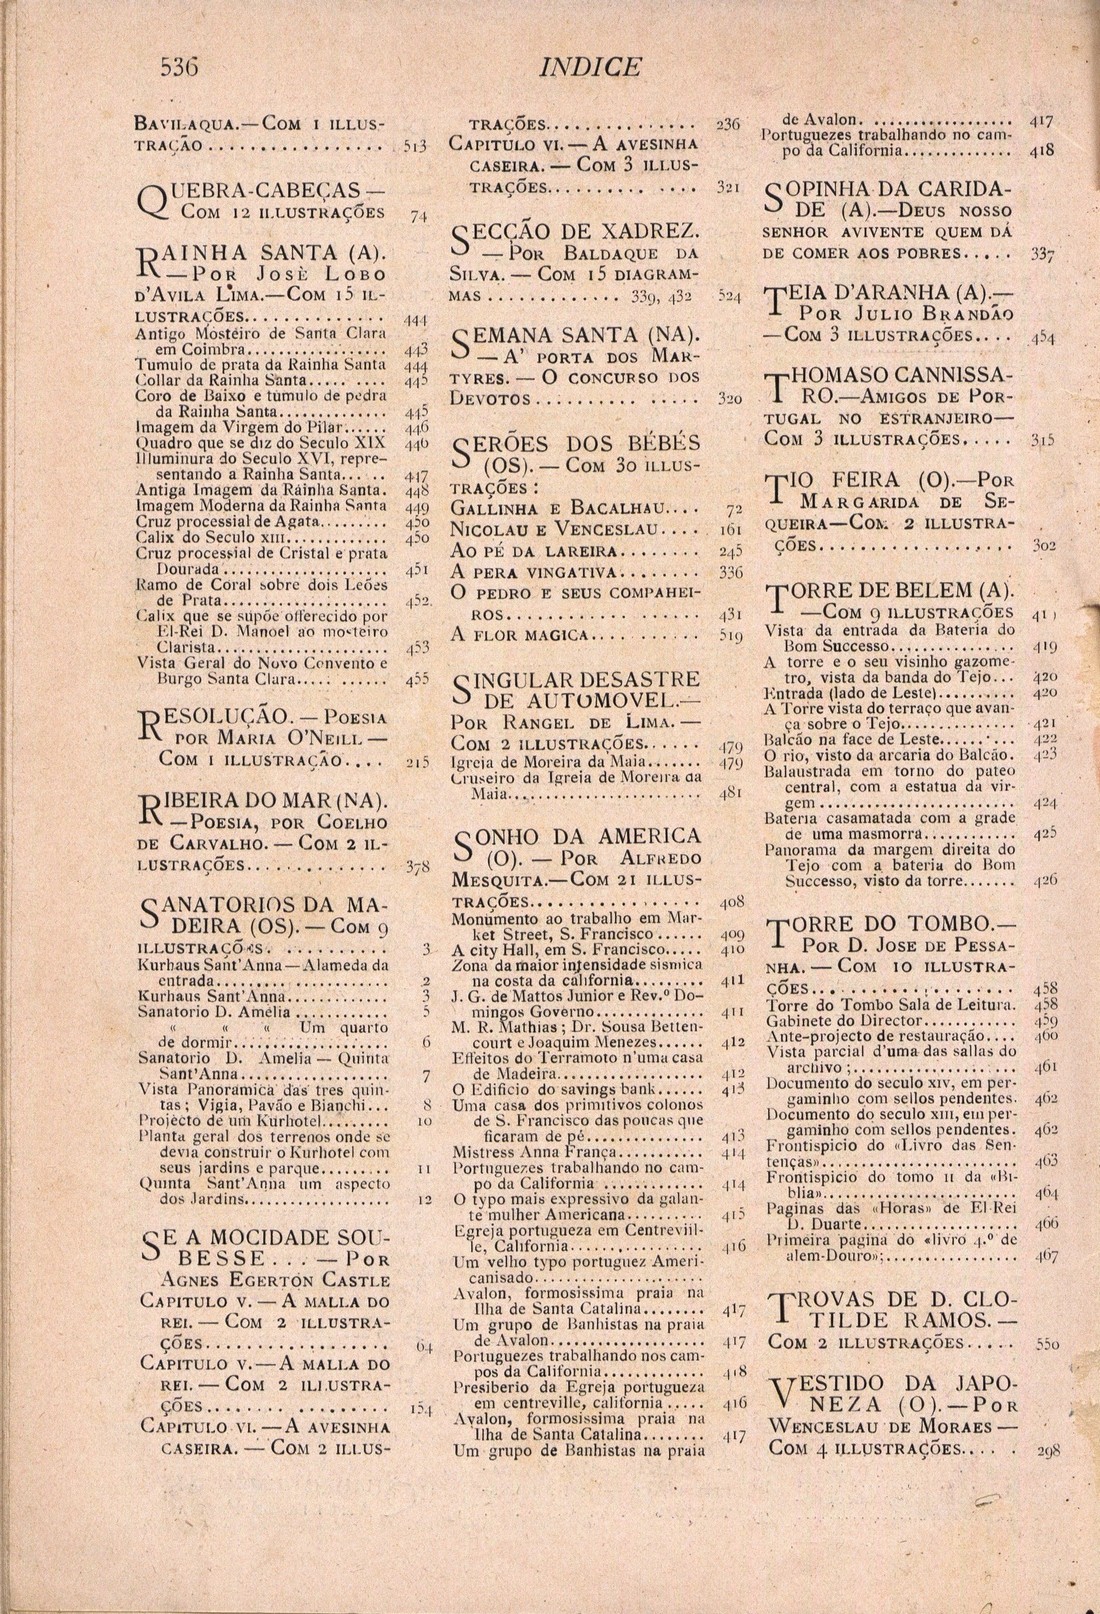 536
INDICE
BAVILAQUA.—COM 1 ILLUS-
TRAÇÃO ................. 513
QUEBRA-CABEÇAS —
COM 12 ILLUSTRAÇÕES 74
RAINHA SANTA (A).
—POR JOSÈ LOBO
D'AVILA LIMA.—COM 15 IL-
LUSTRAÇÕES.............. 444
Antigo Mosteiro de Santa Clara
em Coimbra.................. 443
Tumulo de prata da Rainha Santa 444
Collar da Rainha Santa..... .... 445
Coro de Baixo e tumulo de pedra
da Rainha Santa............. 445
Imagem da Virgem do Pilar...... 446
Quadro que se diz do Seculo XIX 446
Illuminura do Seculo XVI, repre-
sentando a Rainha Santa... .. 447
Antiga Imagem da Rainha Santa. 448
Imagem Moderna da Rainha Santa 449
Cruz processial de Agata......... 450
Calix do Seculo XIII............. 450
Cruz processial de Cristal e prata
Dourada ..................... 451
Ramo de Coral sobre dois Leões
de Prata..................... 452.
Calix que se supõe offerecido por
El-Rei D. Manoel ao mosteiro
Clarista...................... 453
Vista Geral do Novo Convento e
Burgo Santa Clara.... ...... 455
RESOLUÇÃO. — POESIA
POR MARIA O'NEILL —
COM 1 ILLUSTRAÇÃO.... 215
RIBEIRA DO MAR (NA).
—POESIA, POR COELHO
DE CARVALHO. — COM 2 IL-
LUSTRAÇÕES.............. 378
SANATORIOS DA MA-
DEIRA (OS). — COM 9
ILLUSTRAÇÕES. .......... 3
Kurhaus Sant'Anna — Alameda da
entrada...................... 2
Kurhaus Sant'Anna............. 3
Sanatorio D. Amélia ............ 5
« « « Um quarto
de dormir.................... 6
Sanatorio D. Amelia — Quinta
Sant'Anna................... 7
Vista Panoramica das tres quin-
tas; Vigia, Pavão e Bianchi... 8
Projecto de um Kurhotel......... 10
Planta geral dos terrenos onde se
devia construir o Kurhotel com
seus jardins e parque......... 11
Quinta Sant'Anna um aspecto
dos Jardins................... 12
SE A MOCIDADE SOU-
BESSE... — POR
AGNES EGERTON CASTLE
CAPITULO V. — A MALLA DO
REI. — COM 2 ILLUSTRA-
ÇÕES................... 64
CAPITULO V.—A MALLA DO
REI. — COM 2 ILLUSTRA-
ÇÕES........ ......... 154
CAPITULO VI. —A AVESINHA
CASEIRA. — COM 2 ILLUS-
TRAÇÕES............... 236
CAPITULO VI. — A AVESINHA
CASEIRA. — COM 3 ILLUS-
TRAÇÕES.......... .... 321
SECÇÃO DE XADREZ.
—POR BALDAQUE DA
SILVA. — COM 15 DIAGRAM-
MAS ............. 339, 432 524
SEMANA SANTA (NA).
— A' PORTA DOS MAR-
TYRES. — O CONCURSO DOS
DEVOTOS .......... ..... 320
SERÕES DOS BÉBÉS
(OS). — COM 30 ILLUS-
TRAÇÕES :
GALLINHA E BACALHAU.... 72
NICOLAU E VENCESLAU.... 161
AO PÉ DA LAREIRA........ 245
A PERA VINGATIVA........ 336
O PEDRO E SEUS COMPAHEI-
ROS.................... 431
A FLOR MAGICA........... 519
SINGULAR DESASTRE
DE AUTOMOVEL.—
POR RANGEL DE LIMA. —
COM 2 ILLUSTRAÇÕES...... 479
Igreja de Moreira da Maia....... 479
Cruseiro da Igreja de Moreira da
Maia......................... 481
SONHO DA AMERICA
(O). — POR ALFREDO
MESQUITA.—COM 21 ILLUS-
TRAÇÕES................. 408
Monumento ao trabalho em Mar-
ket Street, S. Francisco...... 409
A city Hall, em S. Francisco..... 410
Zona da maior intensidade sismica
na costa da california......... 411
J. G. de Mattos Junior e Rev.º Do-
mingos Governo.............. 411
M. R. Mathias; Dr. Sousa Betten-
court e Joaquim Menezes...... 412
Effeitos do Terramoto n'uma casa
de Madeira................... 412
O Edificio do savings bank....... 413
Uma casa dos primitivos colonos
de S. Francisco das poucas que
ficaram de pé............... 413
Mistress Anna França........... 414
Portuguezes trabalhando no cam-
po da California ............. 414
O typo mais expressivo da galan-
te mulher Americana.......... 415
Egreja portugueza em Centrevill-
le, California................. 416
Um velho typo portuguez Ameri-
canisado......................
Avalon, formosissima praia na
Ilha de Santa Catalina........ 417
Um grupo de Banhistas na praia
de Avalon.................... 417
Portuguezes trabalhando nos cam-
pos da California............. 418
Presiberio da Egreja portugueza
em centreville, california ..... 416
Avalon, formosissima praia na
Ilha de Santa Catalina........ 417
Um grupo de Banhistas na praia
de Avalon. ................. 417
Portuguezes trabalhando no cam-
po da California............. 418
SOPINHA DA CARIDA-
DE (A).—DEUS NOSSO
SENHOR AVIVENTE QUEM DÁ
DE COMER AOS POBRES..... 337
TEIA D'ARANHA (A).—
POR JULIO BRANDÃO
—COM 3 ILLUSTRAÇÕES.... 454
THOMASO CANNISSA-
RO.—AMIGOS DE POR-
TUGAL NO ESTRANJEIRO—
COM 3 ILLUSTRAÇÕES..... 315
TIO FEIRA (O).—POR
MARGARIDA DE SE-
QUEIRA—COM 2 ILLUSTRA-
ÇÕES................... 302
TORRE DE BELEM (A).
—COM 9 ILLUSTRAÇÕES 41
Vista da entrada da Bateria do
Bom Successo................ 419
A torre e o seu visinho gazome-
tro, vista da banda do Tejo... 420
Entrada (lado de Leste).......... 420
A Torre vista do terraço que avan-
ça sobre o Tejo............... 421
Balcão na face de Leste.......... 422
O rio, visto da arcaria do Balcão. 423
Balaustrada em torno do pateo
central, com a estatua da vir-
gem ........................ 424
Bateria casamatada com a grade
de uma masmorra............ 425
Panorama da margem direita do
Tejo com a bateria do Bom
Successo, visto da torre....... 426
TORRE DO TOMBO.—
POR D. JOSE DE PESSA-
NHA. — COM 10 ILLUSTRA-
ÇÕES................... 458
Torre do Tombo Sala de Leitura. 458
Gabinete do Director............ 459
Ante-projecto de restauração.... 460
Vista parcial d'uma das sallas do
archivo ;..................... 461
Documento do seculo XIV, em per-
gaminho com sellos pendentes. 462
Documento do seculo XIII, em per-
gaminho com sellos pendentes. 462
Frontispicio do «Livro das Sen-
tenças»......................... 463
Frontispicio do tomo II da «Bi-
blia»........................ 464
Paginas das «Horas» de El-Rei
D. Duarte................... 466
Primeira pagina do «livro 4.º de
alem-Douro»;................ 467
TROVAS DE D. CLO-
TILDE RAMOS. —
COM 2 ILLUSTRAÇÕES..... 550
VESTIDO DA JAPO-
NEZA (O).—POR
WENCESLAU DE MORAES —
COM 4 ILLUSTRAÇÕES.... . 298